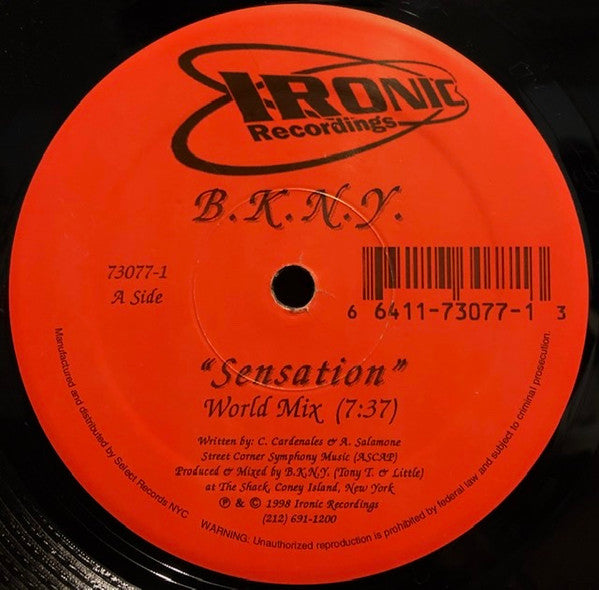 IRONIC
Recordings
B.K.N.Y.
73077-1
A Side
6 6411-73077-1 3
"Sensation"
World Mix (7:37)
Written by: C. Cardenales & A. Salamone
Street Corner Symphony Music (ASCAP)
Produced & Mixed by B.K.N.Y. (Tony T. & Little)
at The Shack, Coney Island, New York
℗ & © 1998 Ironic Recordings
(212) 691-1200
Manufactured and distributed by Select Records NYC
WARNING: Unauthorized reproduction is prohibited by federal law and subject to criminal prosecution.